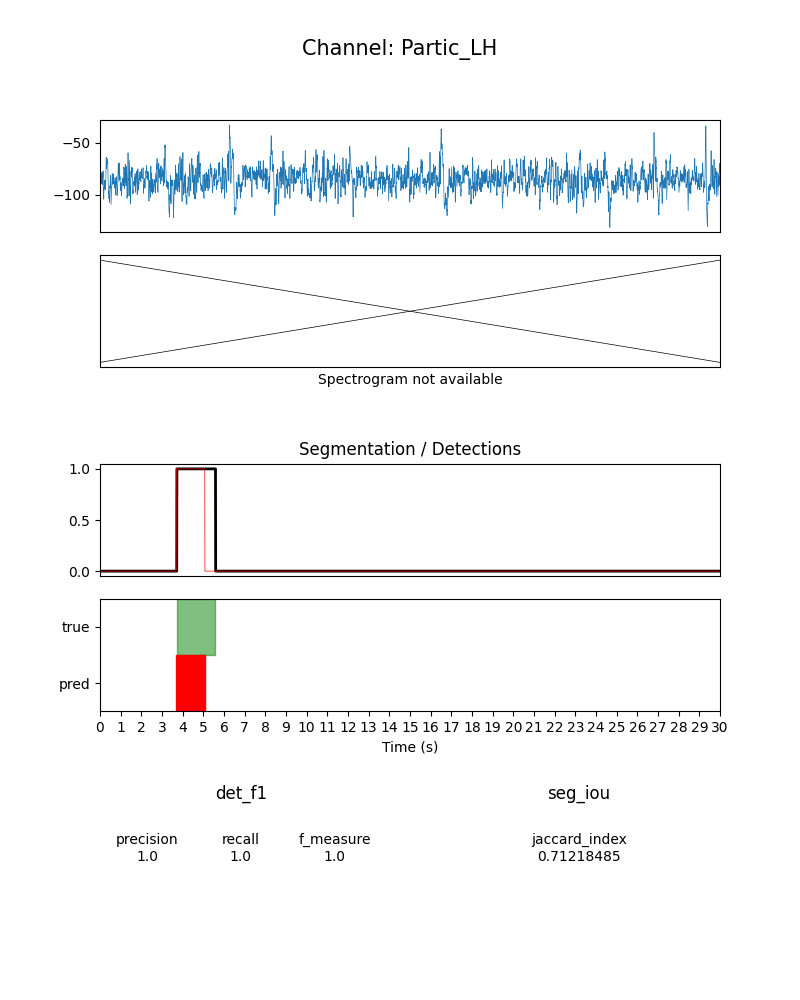 Channel: Partic_LH
−50
−100
Spectrogram not available
Segmentation / Detections
1.0
0.5
0.0
true
pred
0 1 2 3 4 5 6 7 8 9 10 11 12 13 14 15 16 17 18 19 20 21 22 23 24 25 26 27 28 29 30
Time (s)
det_f1 seg_iou
precision recall f_measure jaccard_index
1.0 1.0 1.0 0.71218485